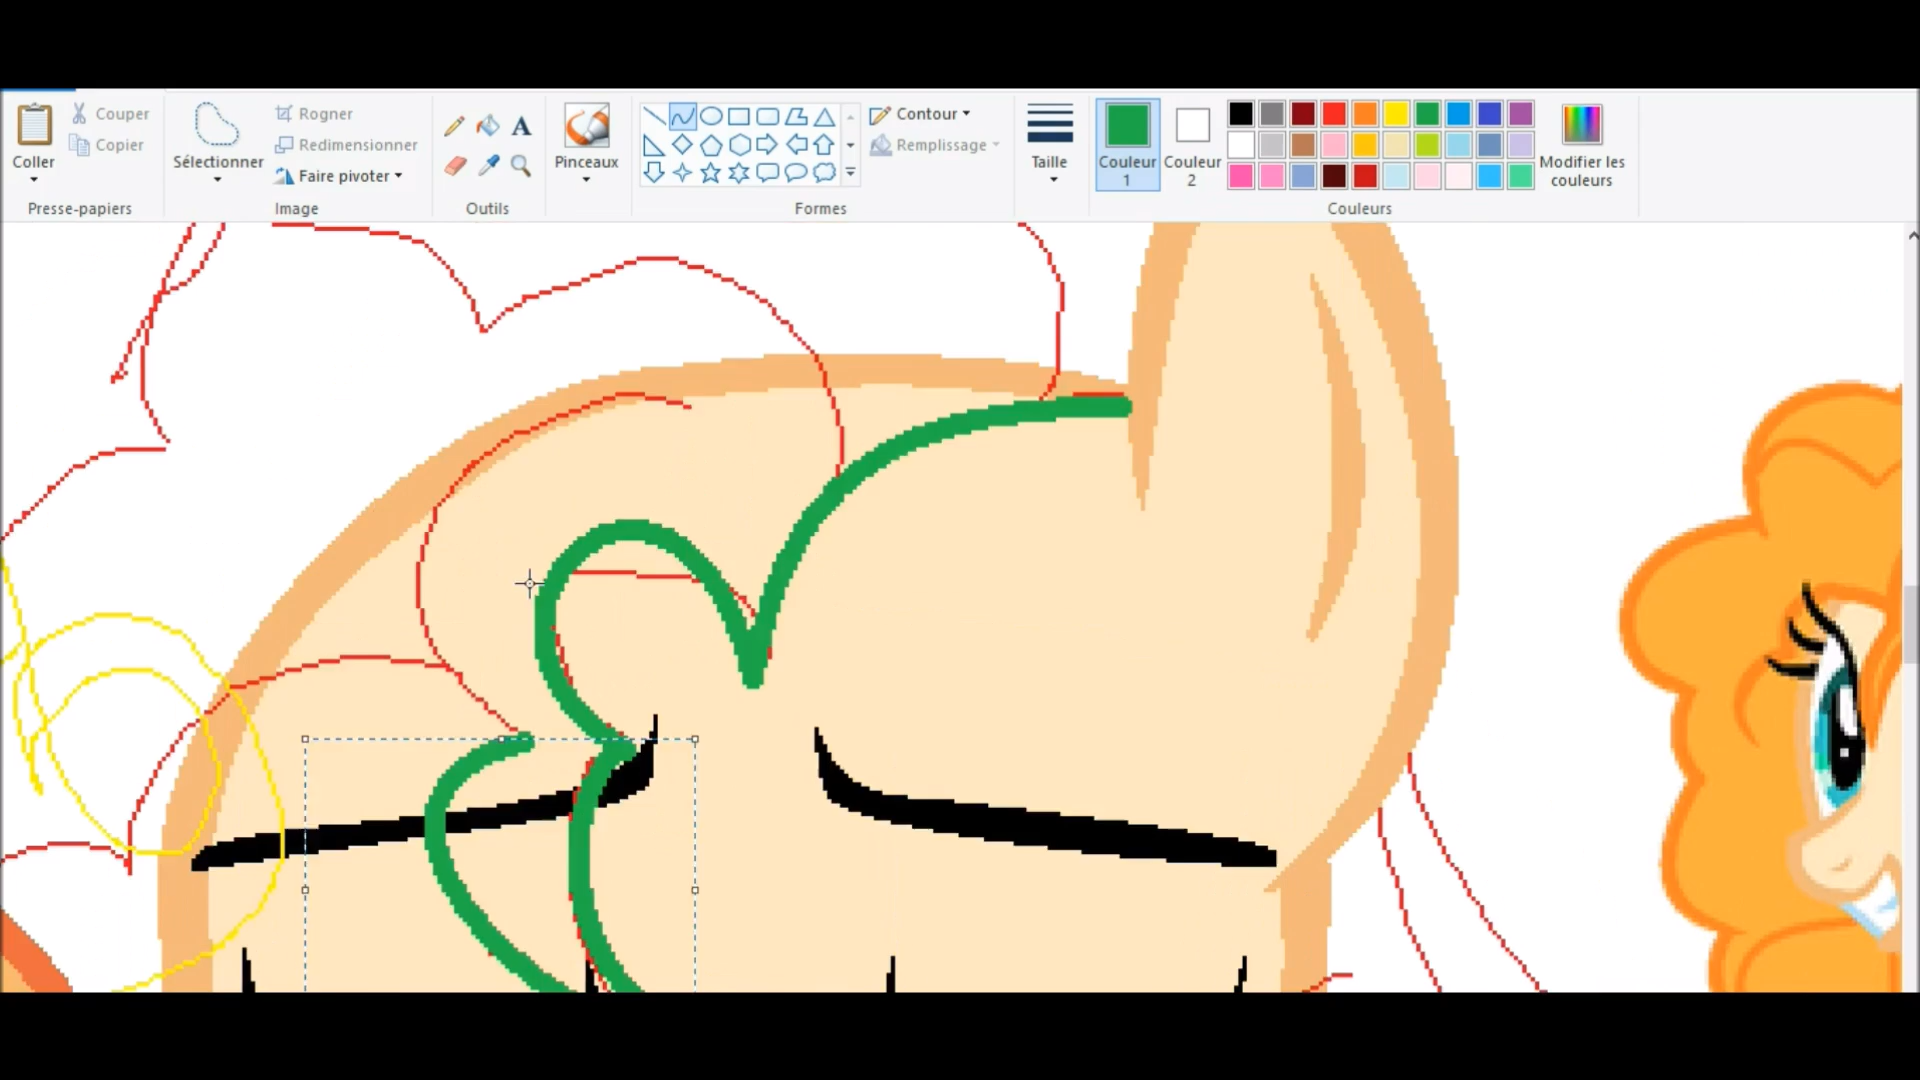 Coller
Couper
Copier
Presse-papiers
Sélectionner
Rogner
Redimensionner
Faire pivoter
Image
A
Outils
Pinceaux
Contour
Remplissage
Formes
Taille
Couleur
1
Couleur
2
Modifier les
couleurs
Couleurs